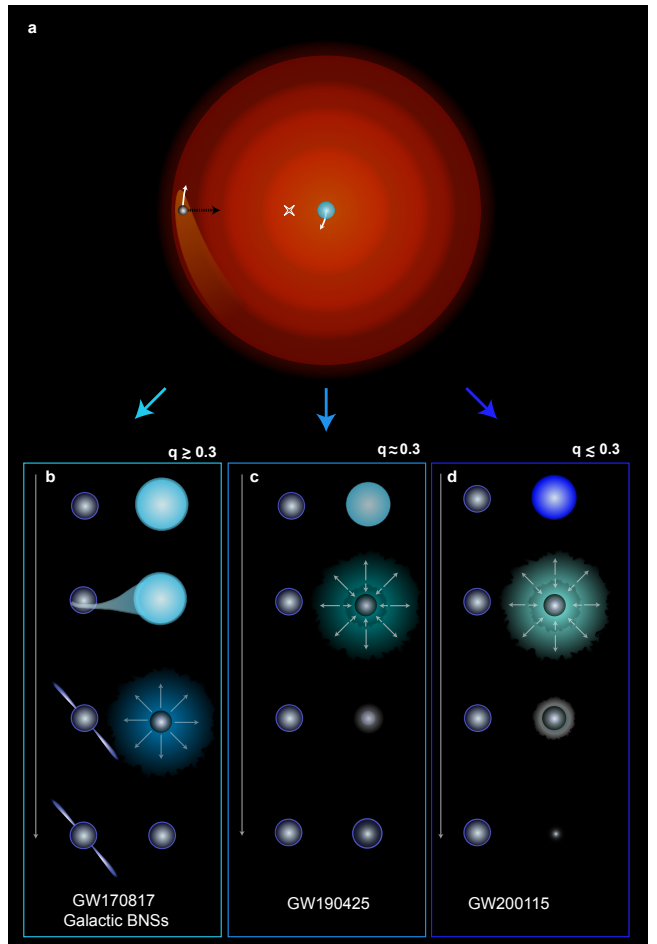 a
q ≳ 0.3
q ≈ 0.3
q ≲ 0.3
b
c
d
GW170817
Galactic BNSs
GW190425
GW200115